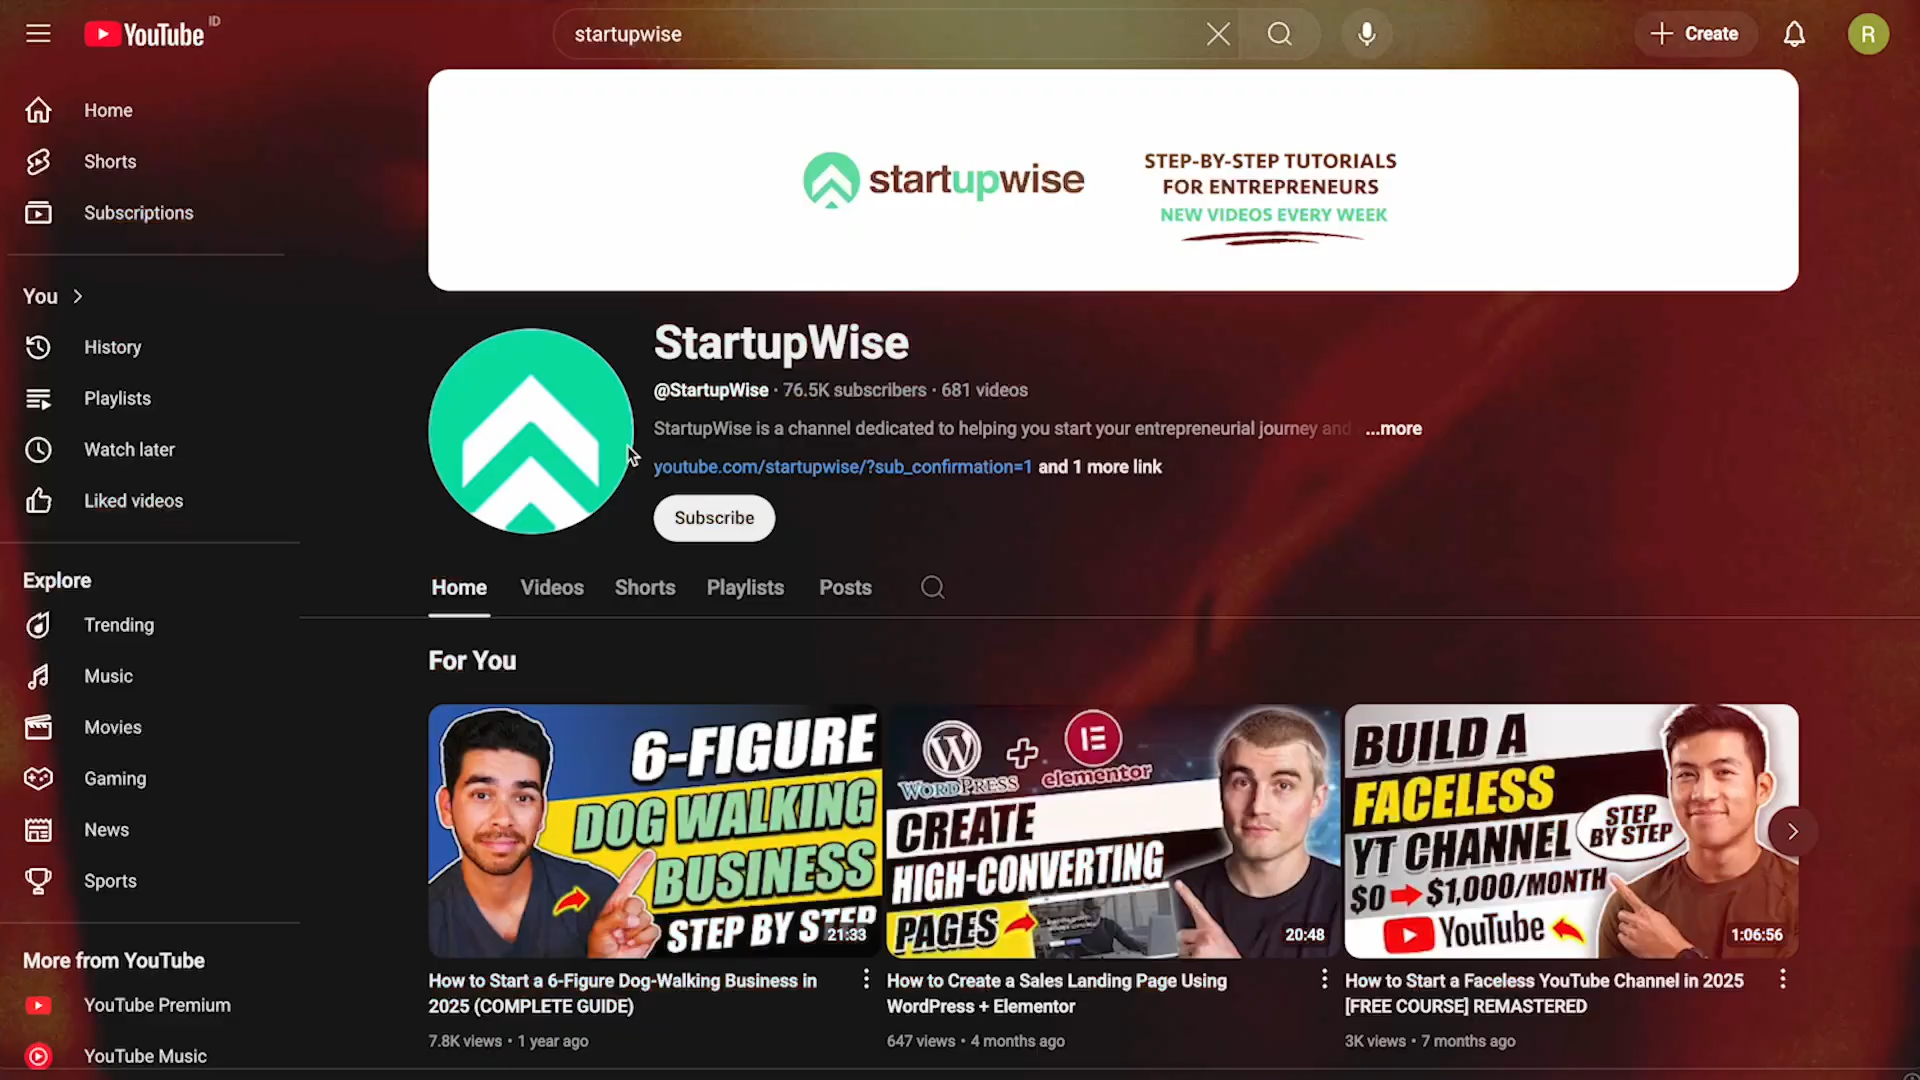 YouTube ID
startupwise
Create
R
Home
Shorts
Subscriptions
You
History
Playlists
Watch later
Liked videos
Explore
Trending
Music
Movies
Gaming
News
Sports
More from YouTube
YouTube Premium
YouTube Music
startupwise
STEP-BY-STEP TUTORIALS
FOR ENTREPRENEURS
NEW VIDEOS EVERY WEEK
StartupWise
@StartupWise · 76.5K subscribers · 681 videos
StartupWise is a channel dedicated to helping you start your entrepreneurial journey and ...more
youtube.com/startupwise/?sub_confirmation=1 and 1 more link
Subscribe
Home Videos Shorts Playlists Posts
For You
6-FIGURE
DOG WALKING
BUSINESS
STEP BY STEP
21:33
How to Start a 6-Figure Dog-Walking Business in
2025 (COMPLETE GUIDE)
7.8K views • 1 year ago
WORDPRESS + elementor
CREATE
HIGH-CONVERTING
PAGES
20:48
How to Create a Sales Landing Page Using
WordPress + Elementor
647 views • 4 months ago
BUILD A
FACELESS
YT CHANNEL
STEP
BY STEP
$0 $1,000/MONTH
YouTube
1:06:56
How to Start a Faceless YouTube Channel in 2025
[FREE COURSE] REMASTERED
3K views • 7 months ago